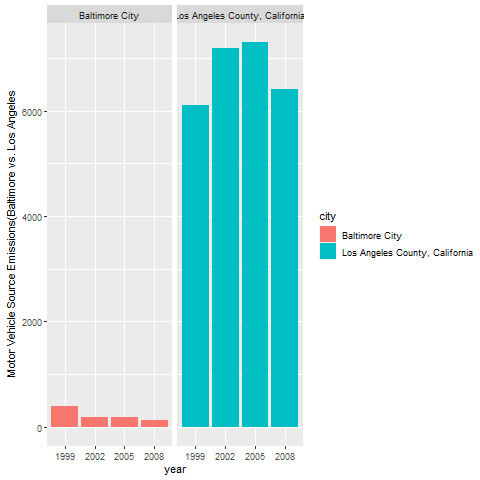 Baltimore City
Los Angeles County, California
Motor Vehicle Source Emissions(Baltimore vs. Los Angeles
6000
4000
2000
0
1999 2002 2005 2008
1999 2002 2005 2008
year
city
Baltimore City
Los Angeles County, California